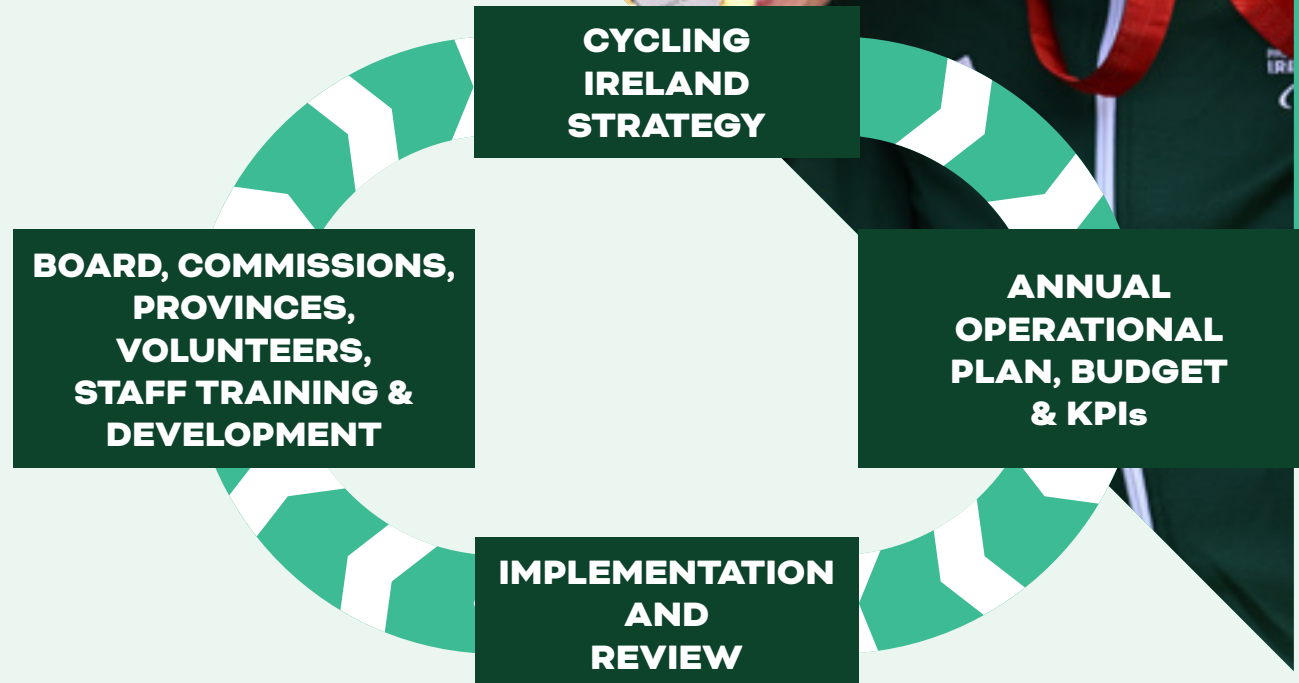 CYCLING
IRELAND
STRATEGY
BOARD, COMMISSIONS,
PROVINCES,
VOLUNTEERS,
STAFF TRAINING &
DEVELOPMENT
ANNUAL
OPERATIONAL
PLAN, BUDGET
& KPIs
IMPLEMENTATION
AND
REVIEW